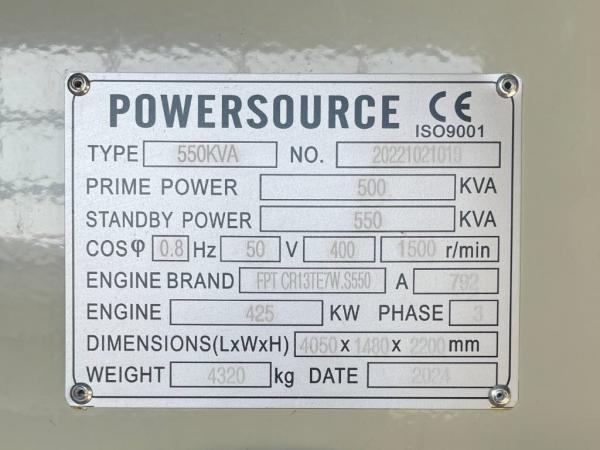 POWERSOURCE CE
ISO9001
TYPE 550KVA NO. 20221021019
PRIME POWER 500 KVA
STANDBY POWER 550 KVA
COSφ 0.8 Hz 50 V 400 1500 r/min
ENGINE BRAND FPT CR13TE7W.S550 A 792
ENGINE 425 KW PHASE 3
DIMENSIONS(LxWxH) 4050 x 1480 x 2200 mm
WEIGHT 4320 kg DATE 2024